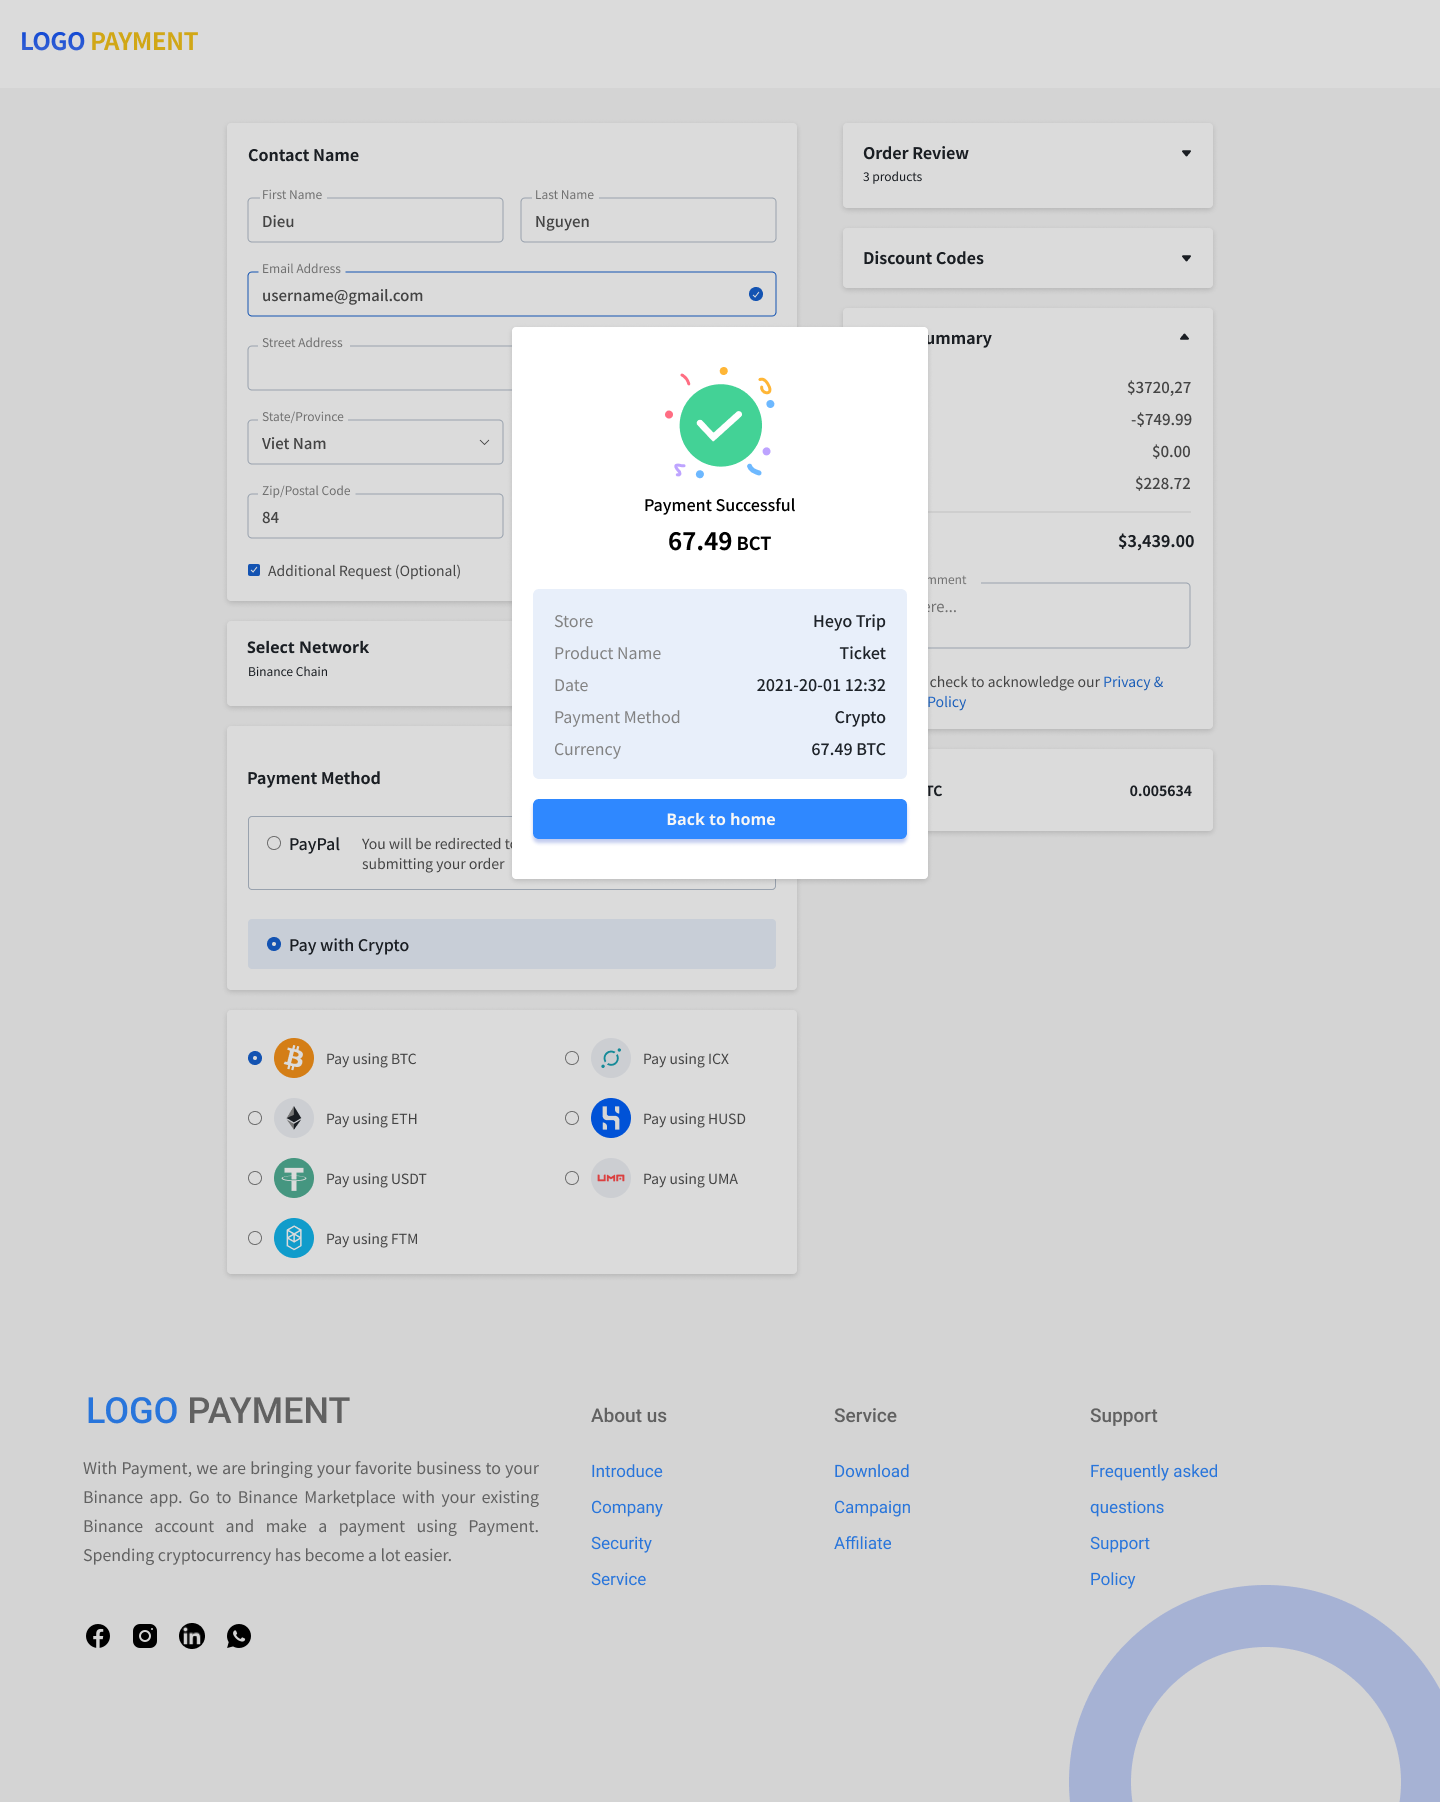 LOGO PAYMENT
Contact Name
First Name
Dieu
Last Name
Nguyen
Email Address
username@gmail.com
Street Address
State/Province
Viet Nam
Zip/Postal Code
84
Additional Request (Optional)
Select Network
Binance Chain
Payment Method
PayPal
You will be redirected
submitting your order
Pay with Crypto
Pay using BTC
Pay using ICX
Pay using ETH
Pay using HUSD
Pay using USDT
UMA
Pay using UMA
Pay using FTM
Order Review
3 products
Discount Codes
ummary
$3720,27
-$749.99
$0.00
$228.72
$3,439.00
mment
ere...
check to acknowledge our Privacy &
Policy
TC
0.005634
Payment Successful
67.49 BCT
Store
Heyo Trip
Product Name
Ticket
Date
2021-20-01 12:32
Payment Method
Crypto
Currency
67.49 BTC
Back to home
LOGO PAYMENT
With Payment, we are bringing your favorite business to your
Binance app. Go to Binance Marketplace with your existing
Binance account and make a payment using Payment.
Spending cryptocurrency has become a lot easier.
About us
Introduce
Company
Security
Service
Service
Download
Campaign
Affiliate
Support
Frequently asked
questions
Support
Policy